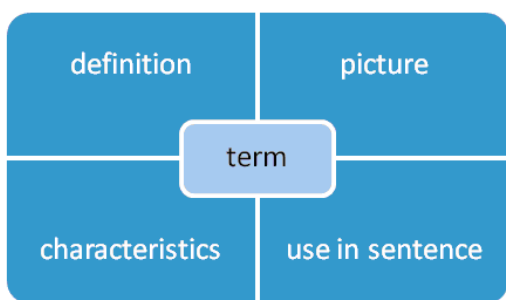 definition
picture
term
characteristics
use in sentence